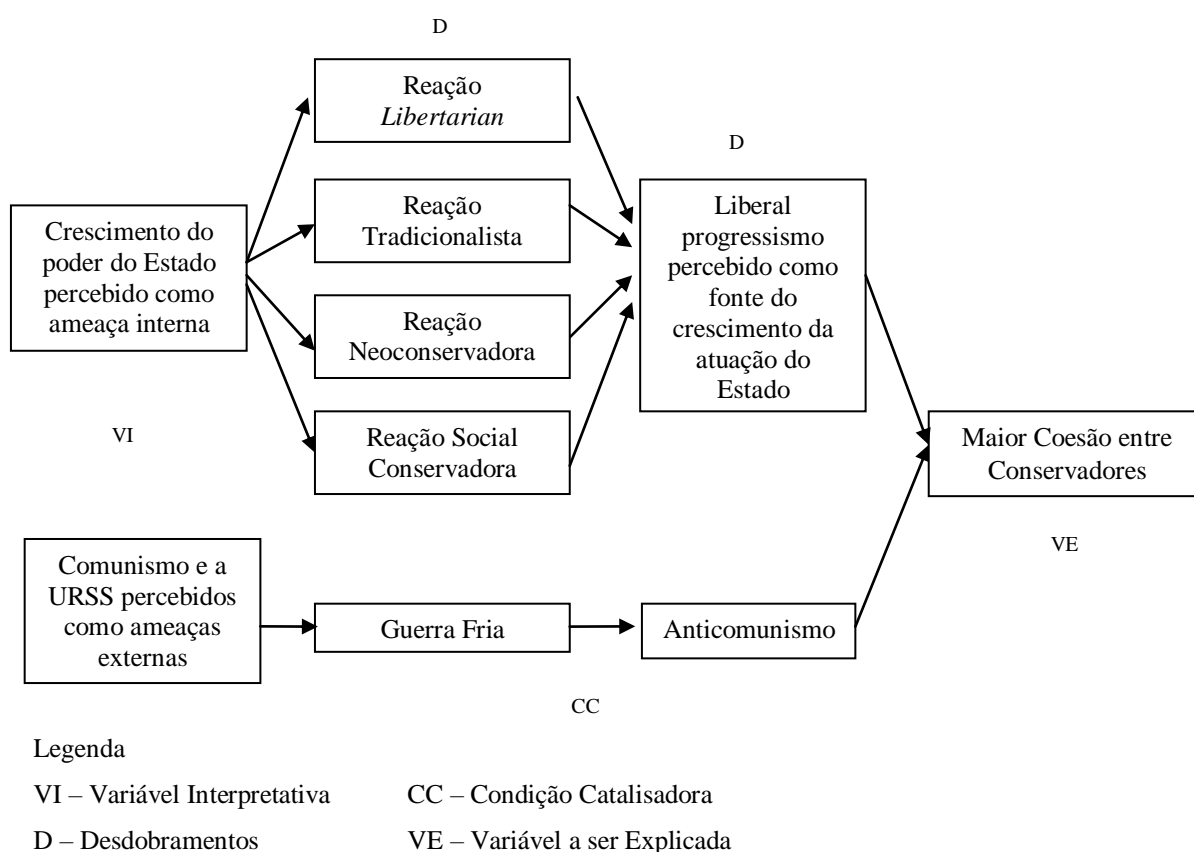 D
Reação
Libertarian
D
Crescimento do
poder do Estado
percebido como
ameaça interna
VI
Reação
Tradicionalista
Reação
Neoconservadora
Reação Social
Conservadora
Liberal
progressismo
percebido como
fonte do
crescimento da
atuação do
Estado
Maior Coesão entre
Conservadores
VE
Comunismo e a
URSS percebidos
como ameaças
externas
Guerra Fria
Anticomunismo
CC
Legenda
VI – Variável Interpretativa CC – Condição Catalisadora
D – Desdobramentos VE – Variável a ser Explicada